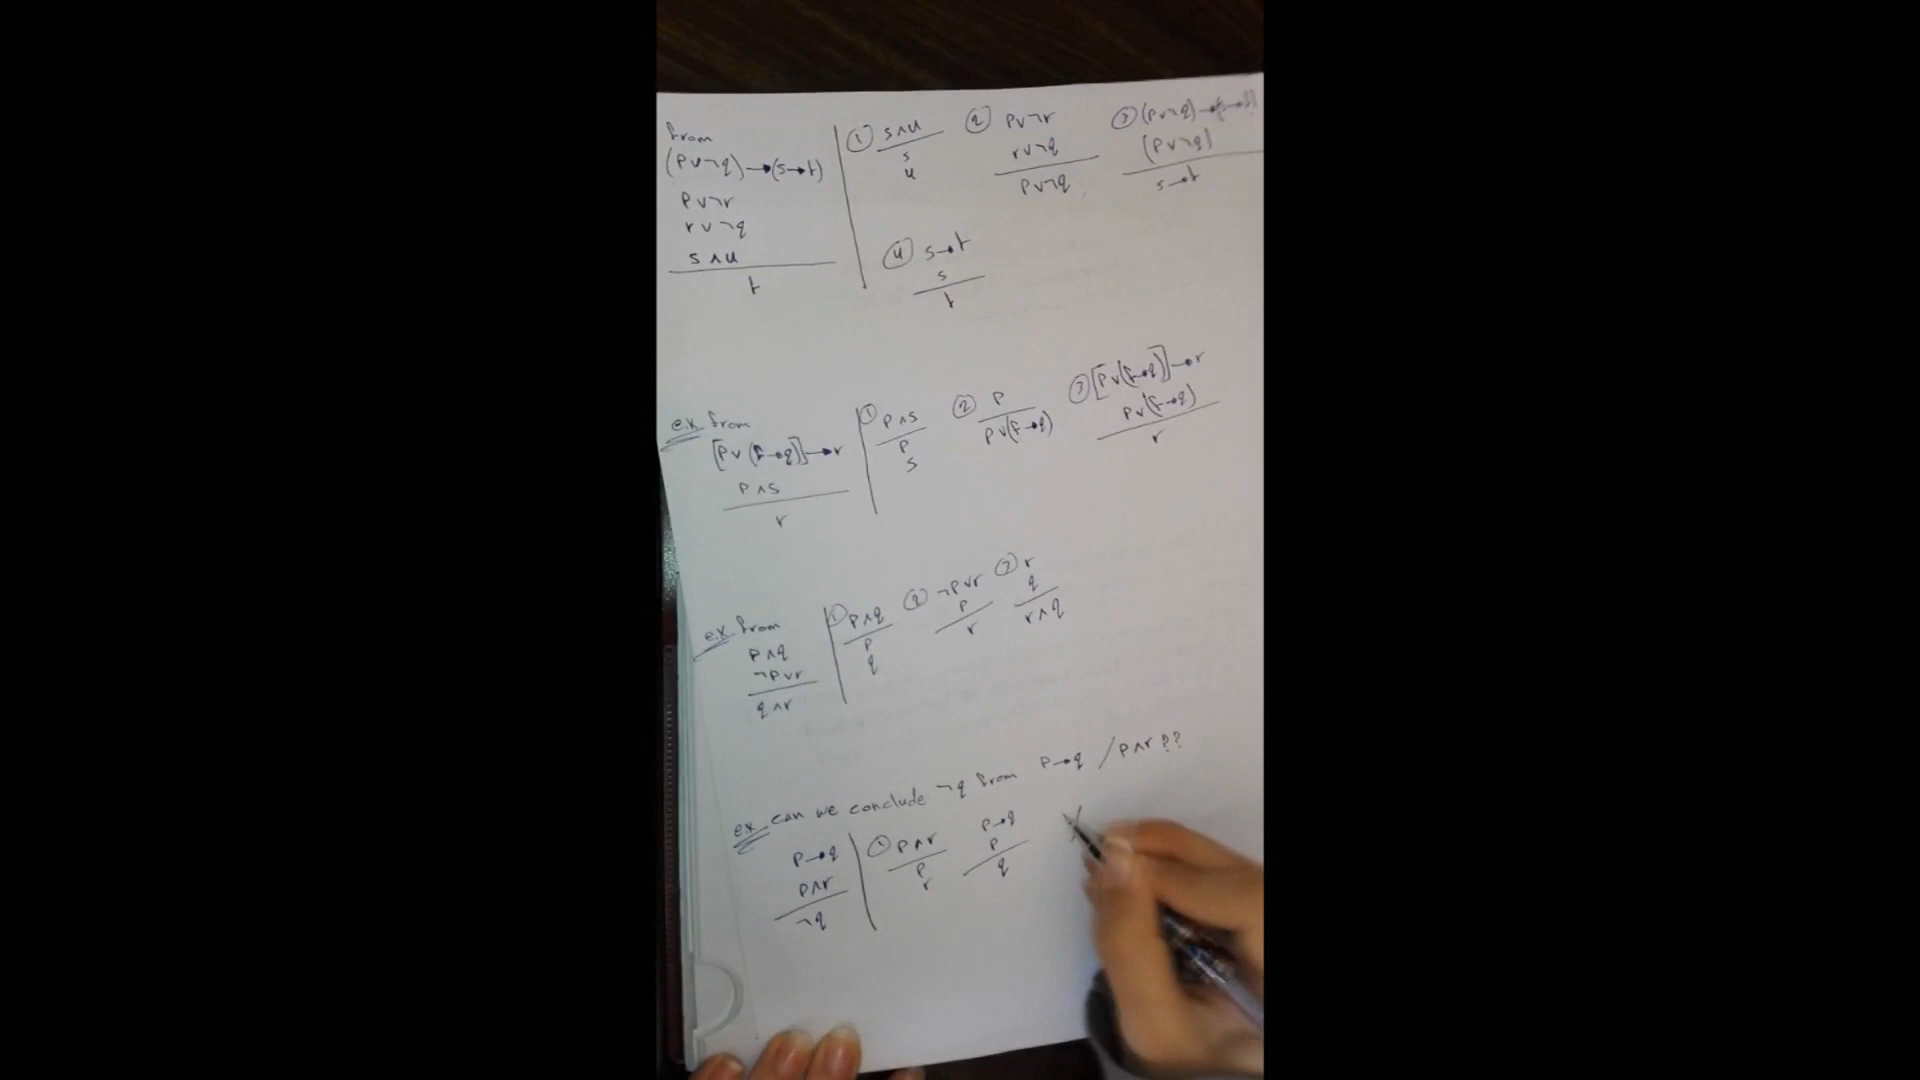 from
(p∨¬q)→(s→t)
p∨¬r
r∨¬q
s∧u
t
① s∧u
s
u
② p∨¬r
r∨¬q
p∨¬q
③ (p∨¬q)→(s→t)
(p∨¬q)
s→t
④ s→t
s
t
ex from
[p∨(t→q)]→r
p∧s
r
① p∧s
p
s
② p
p∨(t→q)
③ [p∨(t→q)]→r
p∨(t→q)
r
ex from
p∧q
¬p∨r
q∧r
① p∧q
p
q
② ¬p∨r
p
r
③ r
q
r∧q
ex can we conclude ¬q from p→q / p∧r ??
p→q
p∧r
¬q
① p∧r
p
r
p→q
p
q